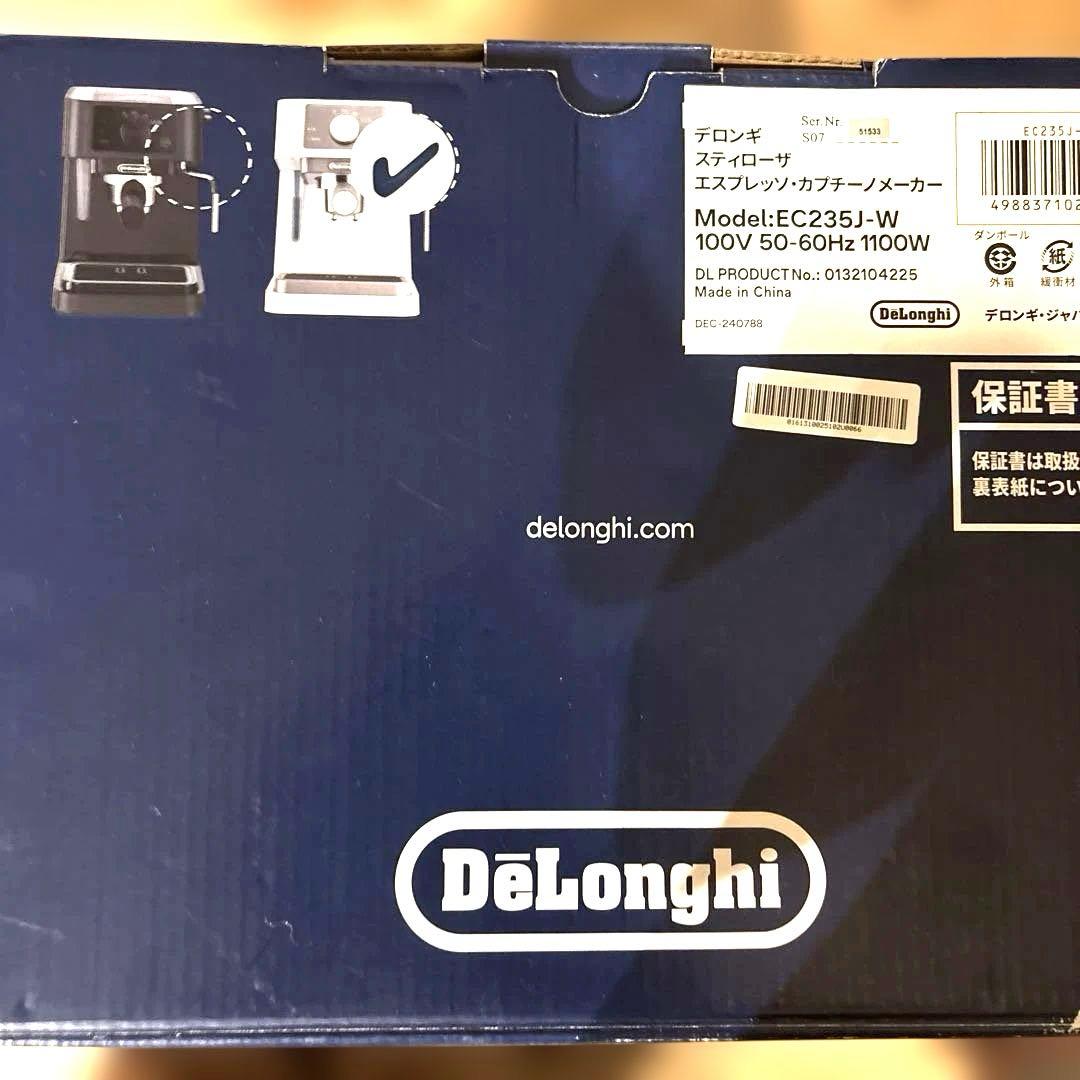 デロンギ
スティローザ
エスプレッソ・カプチーノメーカー
Ser.Nr.
S07
51533
Model:EC235J-W
100V 50-60Hz 1100W
DL PRODUCT No.: 0132104225
Made in China
DEC-240788
DēLonghi
デロンギ・ジャパ
EC235J-
498837102
ダンボール
外箱
紙
緩衝材
0161310025102U0066
保証書
保証書は取扱
裏表紙につい
delonghi.com
DēLonghi